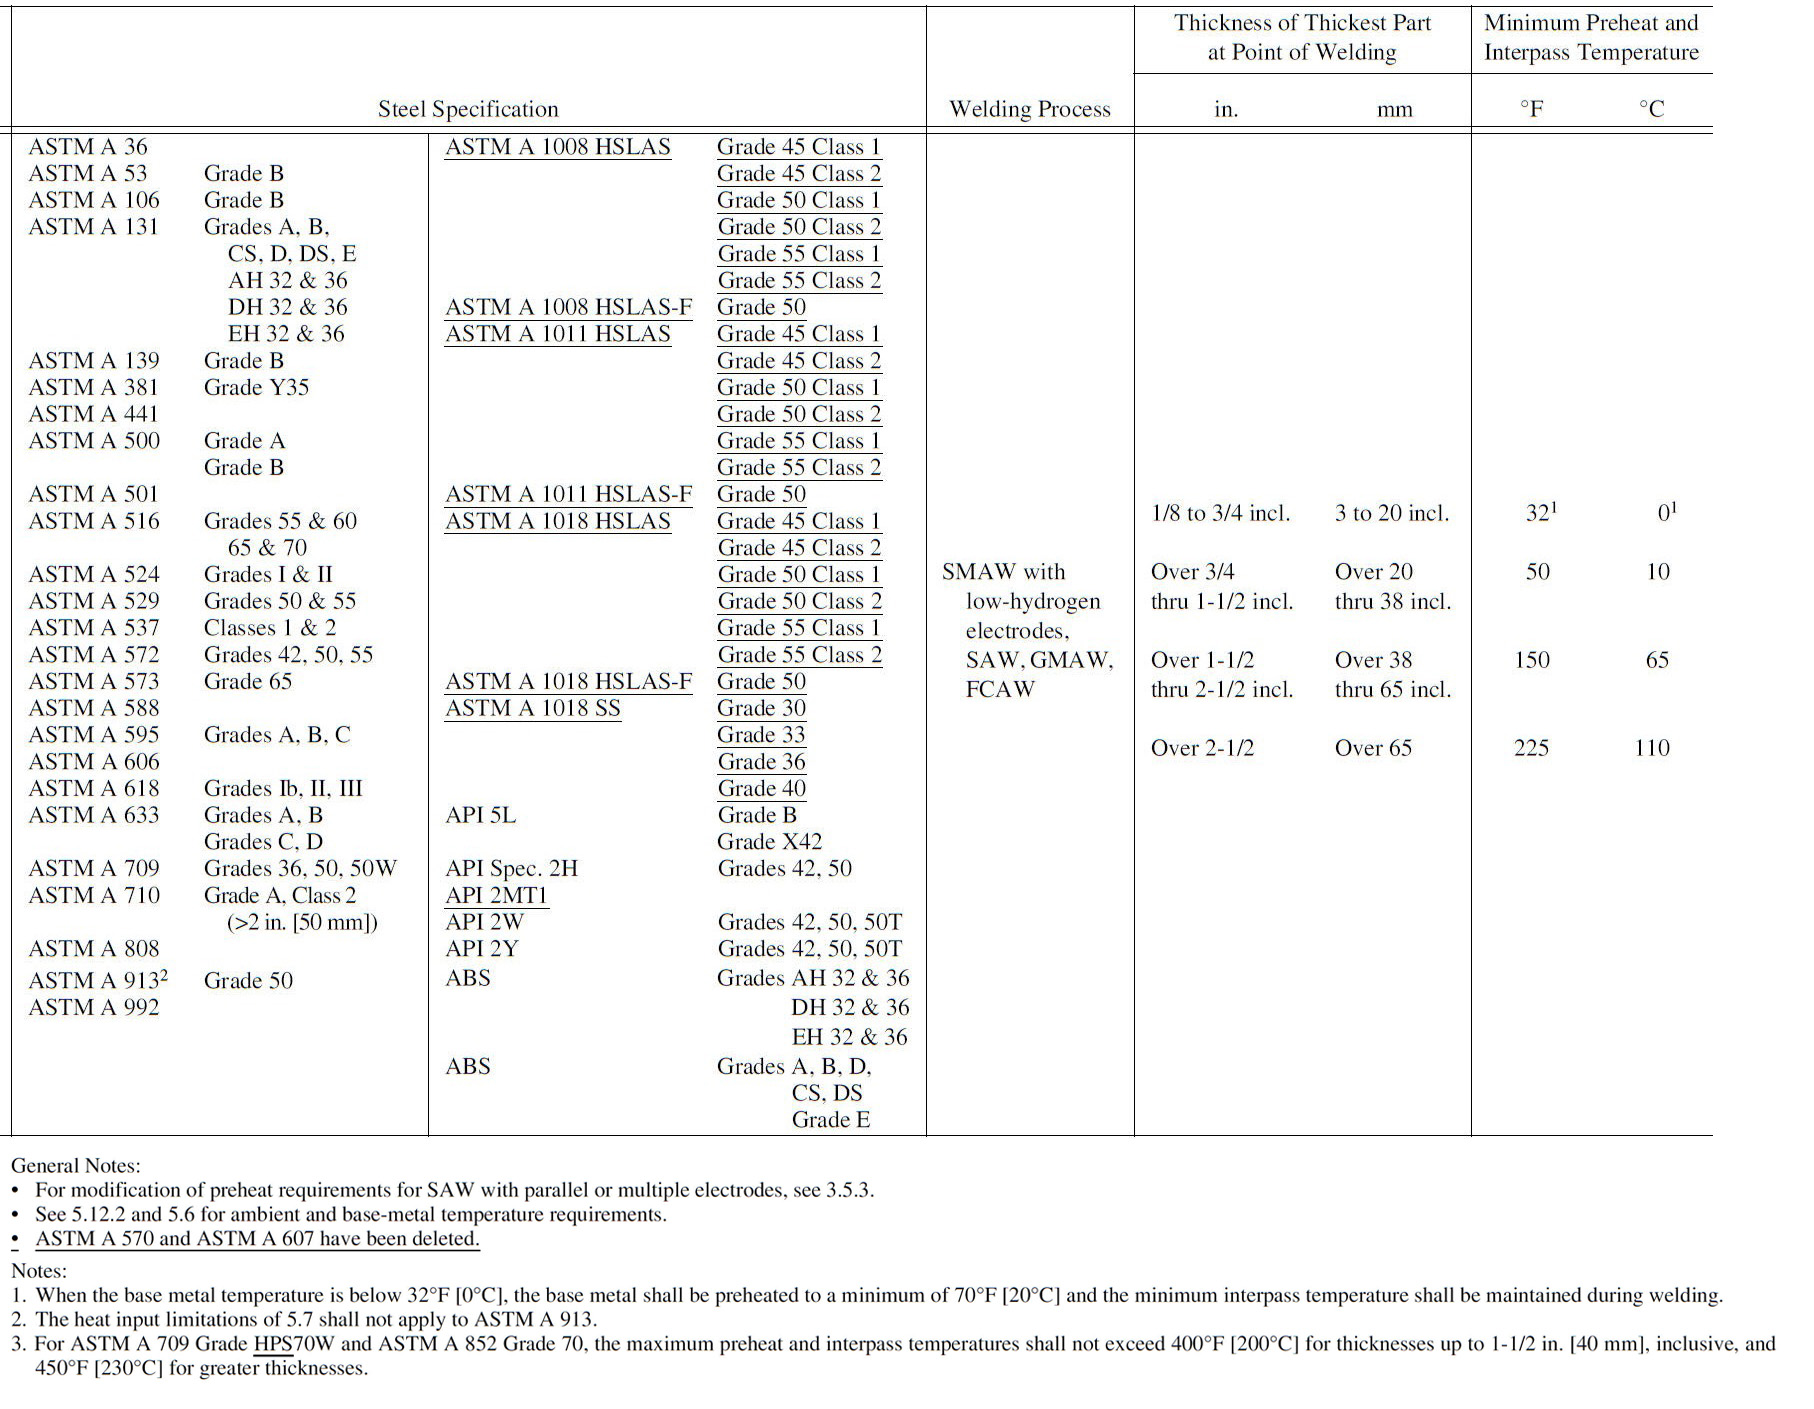 Thickness of Thickest Part
at Point of Welding
Minimum Preheat and
Interpass Temperature
Steel Specification
Welding Process
in. mm
°F °C
ASTM A 36
ASTM A 53 Grade B
ASTM A 106 Grade B
ASTM A 131 Grades A, B,
CS, D, DS, E
AH 32 & 36
DH 32 & 36
EH 32 & 36
ASTM A 139 Grade B
ASTM A 381 Grade Y35
ASTM A 441
ASTM A 500 Grade A
Grade B
ASTM A 501
ASTM A 516 Grades 55 & 60
65 & 70
ASTM A 524 Grades I & II
ASTM A 529 Grades 50 & 55
ASTM A 537 Classes 1 & 2
ASTM A 572 Grades 42, 50, 55
ASTM A 573 Grade 65
ASTM A 588
ASTM A 595 Grades A, B, C
ASTM A 606
ASTM A 618 Grades Ib, II, III
ASTM A 633 Grades A, B
Grades C, D
ASTM A 709 Grades 36, 50, 50W
ASTM A 710 Grade A, Class 2
(>2 in. [50 mm])
ASTM A 808
ASTM A 913² Grade 50
ASTM A 992
ASTM A 1008 HSLAS Grade 45 Class 1
Grade 45 Class 2
Grade 50 Class 1
Grade 50 Class 2
Grade 55 Class 1
Grade 55 Class 2
ASTM A 1008 HSLAS-F Grade 50
ASTM A 1011 HSLAS Grade 45 Class 1
Grade 45 Class 2
Grade 50 Class 1
Grade 50 Class 2
Grade 55 Class 1
Grade 55 Class 2
ASTM A 1011 HSLAS-F Grade 50
ASTM A 1018 HSLAS Grade 45 Class 1
Grade 45 Class 2
Grade 50 Class 1
Grade 50 Class 2
Grade 55 Class 1
Grade 55 Class 2
ASTM A 1018 HSLAS-F Grade 50
ASTM A 1018 SS Grade 30
Grade 33
Grade 36
Grade 40
API 5L Grade B
Grade X42
API Spec. 2H Grades 42, 50
API 2MT1
API 2W Grades 42, 50, 50T
API 2Y Grades 42, 50, 50T
ABS Grades AH 32 & 36
DH 32 & 36
EH 32 & 36
ABS Grades A, B, D,
CS, DS
Grade E
SMAW with
low-hydrogen
electrodes,
SAW, GMAW,
FCAW
1/8 to 3/4 incl. 3 to 20 incl. 32¹ 0¹
Over 3/4 Over 20 50 10
thru 1-1/2 incl. thru 38 incl.
Over 1-1/2 Over 38 150 65
thru 2-1/2 incl. thru 65 incl.
Over 2-1/2 Over 65 225 110
General Notes:
• For modification of preheat requirements for SAW with parallel or multiple electrodes, see 3.5.3.
• See 5.12.2 and 5.6 for ambient and base-metal temperature requirements.
• ASTM A 570 and ASTM A 607 have been deleted.
Notes:
1. When the base metal temperature is below 32°F [0°C], the base metal shall be preheated to a minimum of 70°F [20°C] and the minimum interpass temperature shall be maintained during welding.
2. The heat input limitations of 5.7 shall not apply to ASTM A 913.
3. For ASTM A 709 Grade HPS70W and ASTM A 852 Grade 70, the maximum preheat and interpass temperatures shall not exceed 400°F [200°C] for thicknesses up to 1-1/2 in. [40 mm], inclusive, and
450°F [230°C] for greater thicknesses.